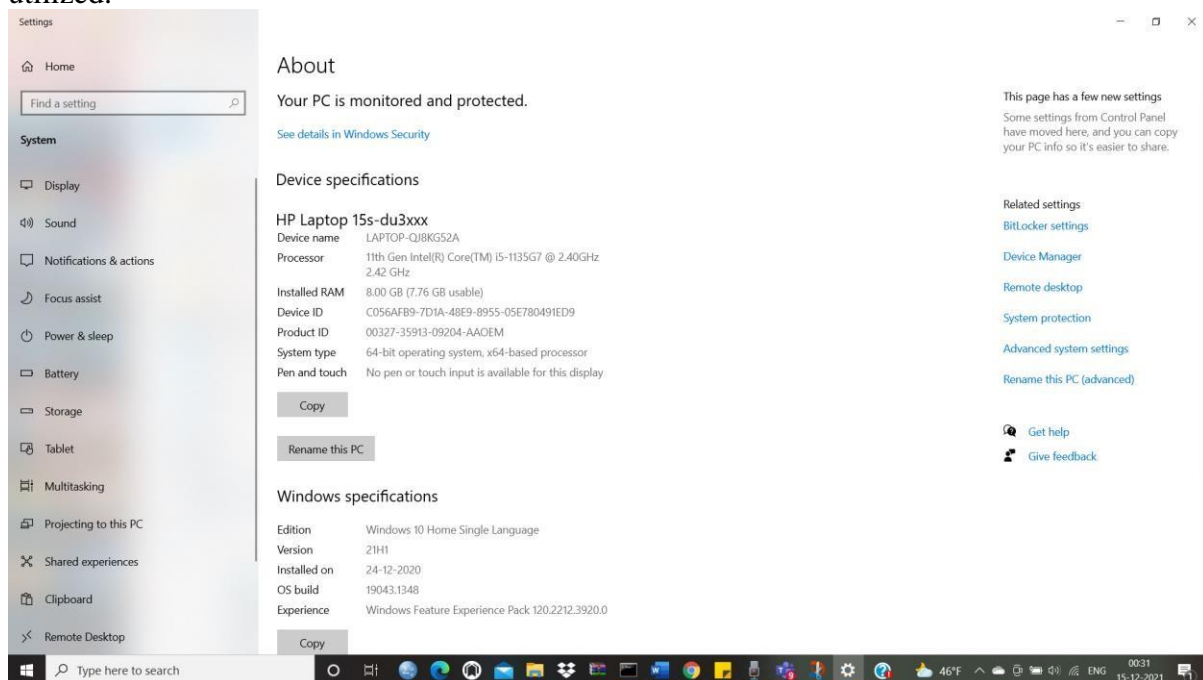 utilized.
Settings
Home
Find a setting
System
Display
Sound
Notifications & actions
Focus assist
Power & sleep
Battery
Storage
Tablet
Multitasking
Projecting to this PC
Shared experiences
Clipboard
Remote Desktop
About
Your PC is monitored and protected.
See details in Windows Security
Device specifications
HP Laptop 15s-du3xxx
Device name LAPTOP-QJ8KG52A
Processor 11th Gen Intel(R) Core(TM) i5-1135G7 @ 2.40GHz
2.42 GHz
Installed RAM 8.00 GB (7.76 GB usable)
Device ID C056AFB9-7D1A-48E9-8955-05E780491ED9
Product ID 00327-35913-09204-AAOEM
System type 64-bit operating system, x64-based processor
Pen and touch No pen or touch input is available for this display
Copy
Rename this PC
Windows specifications
Edition Windows 10 Home Single Language
Version 21H1
Installed on 24-12-2020
OS build 19043.1348
Experience Windows Feature Experience Pack 120.2212.3920.0
Copy
This page has a few new settings
Some settings from Control Panel
have moved here, and you can copy
your PC info so it's easier to share.
Related settings
BitLocker settings
Device Manager
Remote desktop
System protection
Advanced system settings
Rename this PC (advanced)
Get help
Give feedback
Type here to search
46°F
ENG
00:31
15-12-2021